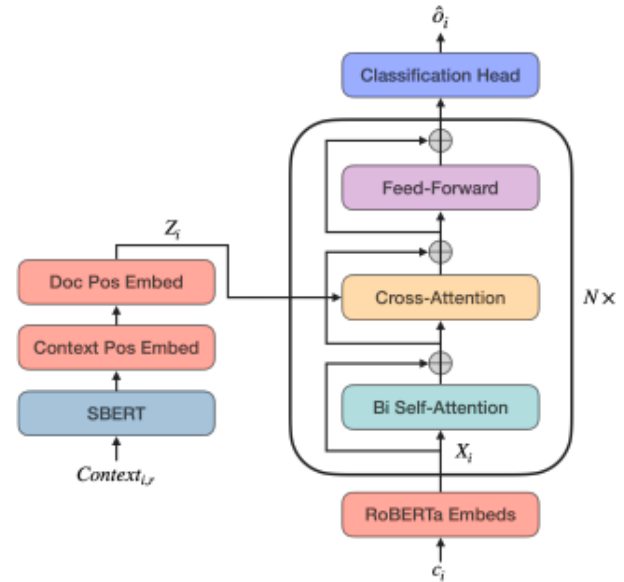 ô_i
Classification Head
Feed-Forward
Z_i
Doc Pos Embed
Cross-Attention
N×
Context Pos Embed
Bi Self-Attention
SBERT
X_i
Context_{i,r}
RoBERTa Embeds
c_i